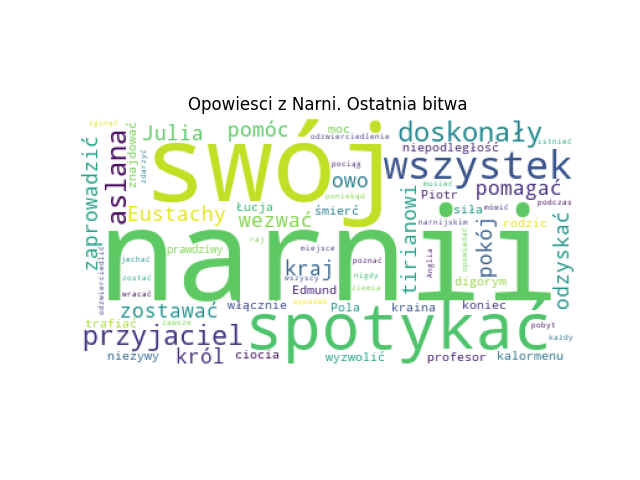 Opowiesci z Narni. Ostatnia bitwa
zginąć
Julia
pomóc
moc
odzwierciedlenie
doskonały
istnieć
niepodległość
zaprowadzić
aslana
znajdować
zdarzyć
swój
pociąg
owo
poniekąd
wszystek
musieć
Piotr
pomagać
Eustachy
Łucja
wezwać
śmierć
tirianowi
siła
mówić
podczas
narnijskim
rodzic
narnii
prawdziwy
raj
miejsce
poznać
Anglia
opowiadać
pokój
odzyskać
odzwierciedlić
jechać
zostać
wracać
kraj
wszyscy
nigdy
ziemia
Edmund
wypadek
digorym
zostawać
włącznie
Pola
kraina
koniec
trafiać
zawsze
spotykać
pobyt
każdy
przyjaciel
nieżywy
król
ciocia
wyzwolić
profesor
kalormenu